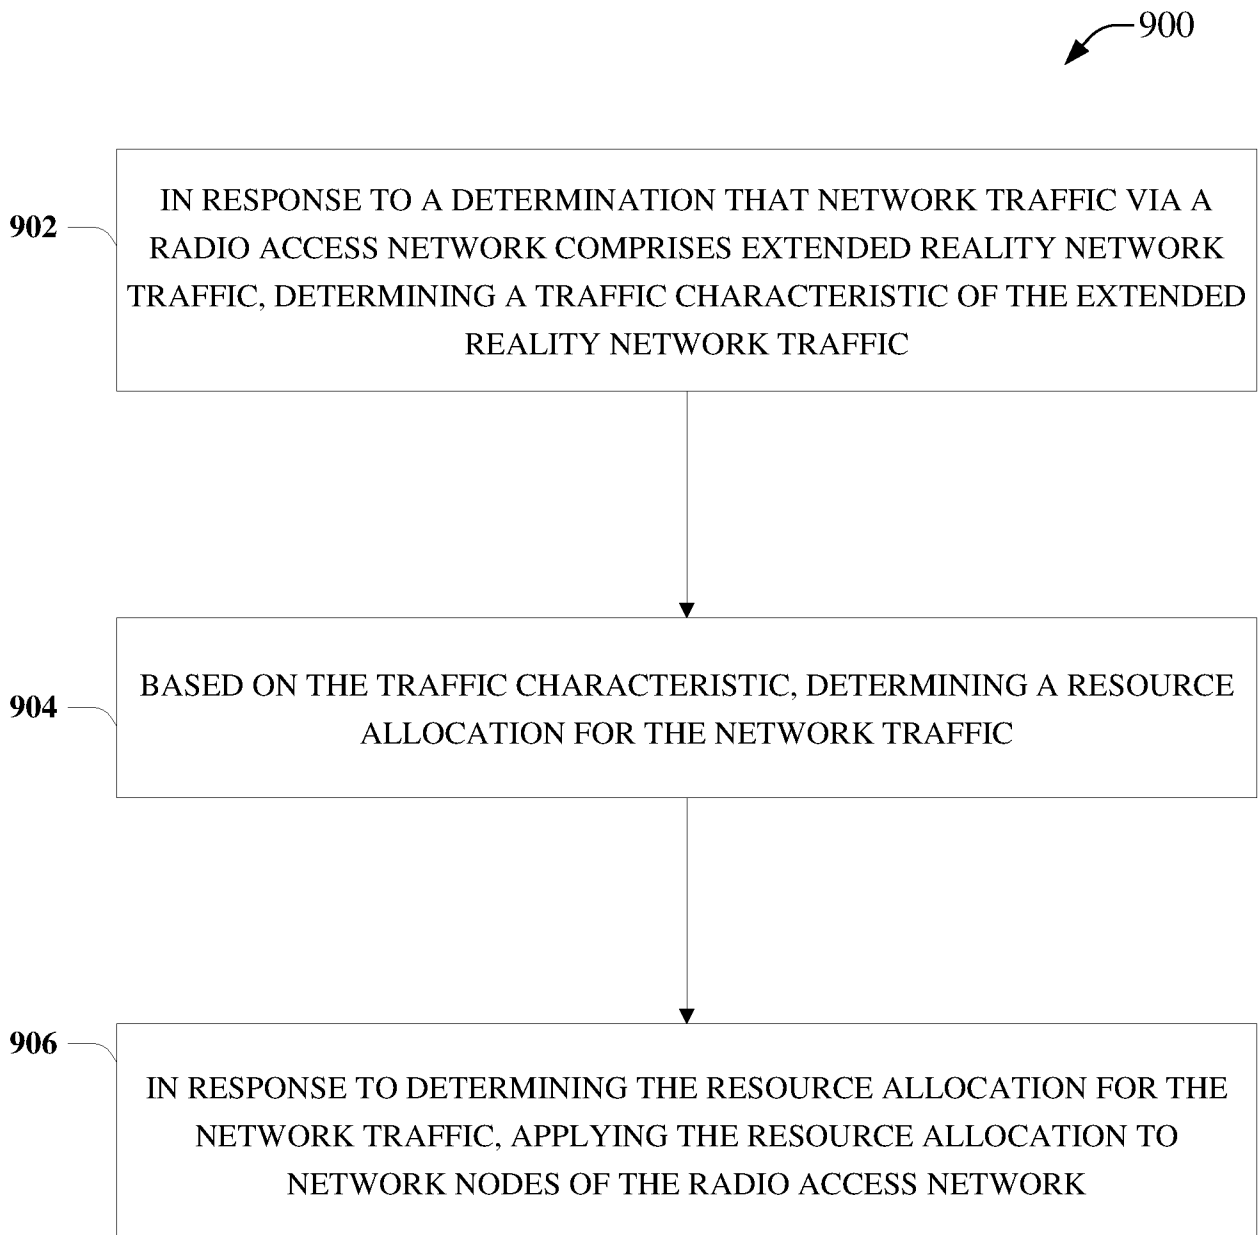 900
902
IN RESPONSE TO A DETERMINATION THAT NETWORK TRAFFIC VIA A
RADIO ACCESS NETWORK COMPRISES EXTENDED REALITY NETWORK
TRAFFIC, DETERMINING A TRAFFIC CHARACTERISTIC OF THE EXTENDED
REALITY NETWORK TRAFFIC
904
BASED ON THE TRAFFIC CHARACTERISTIC, DETERMINING A RESOURCE
ALLOCATION FOR THE NETWORK TRAFFIC
906
IN RESPONSE TO DETERMINING THE RESOURCE ALLOCATION FOR THE
NETWORK TRAFFIC, APPLYING THE RESOURCE ALLOCATION TO
NETWORK NODES OF THE RADIO ACCESS NETWORK